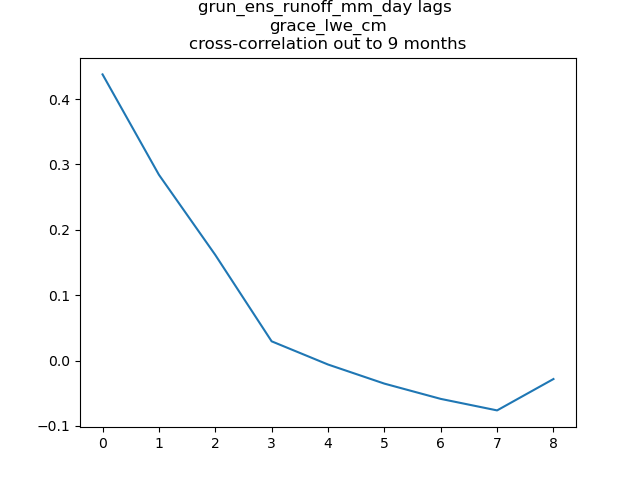 grun_ens_runoff_mm_day lags
grace_lwe_cm
cross-correlation out to 9 months
0.4
0.3
0.2
0.1
0.0
−0.1
0 1 2 3 4 5 6 7 8